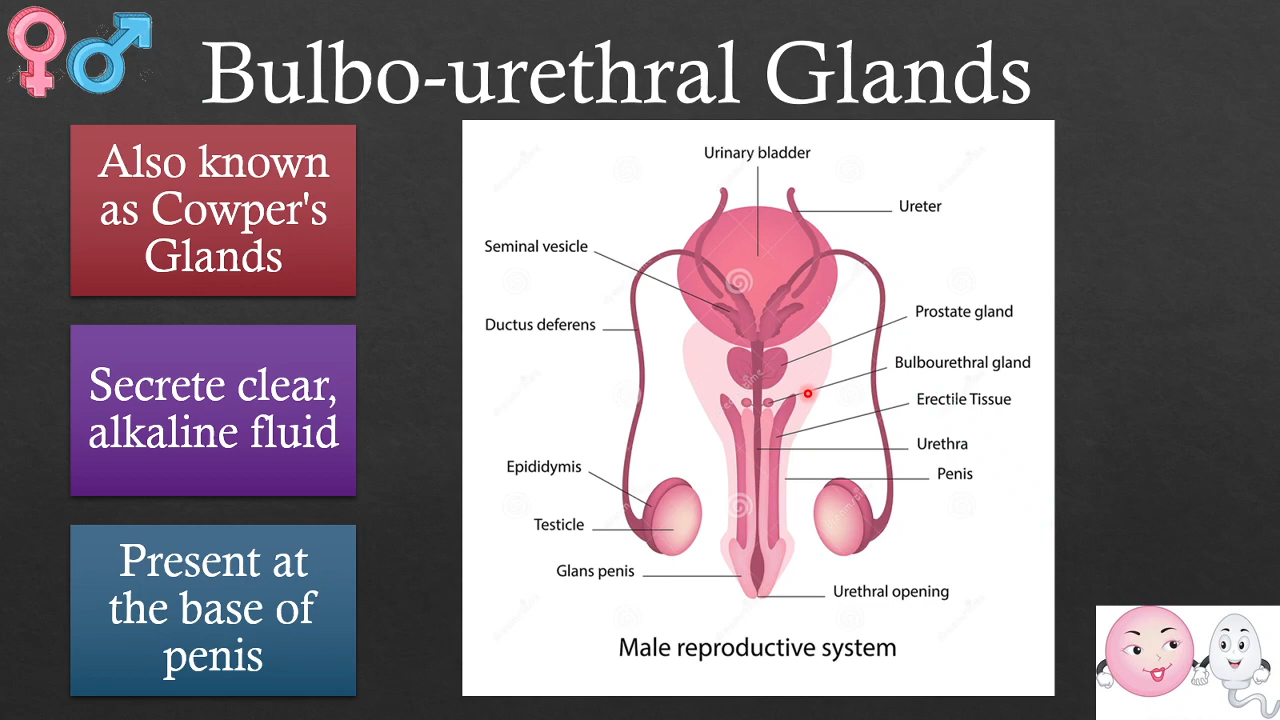 Bulbo-urethral Glands
Also known
as Cowper's
Glands
Secrete clear,
alkaline fluid
Present at
the base of
penis
Urinary bladder
Ureter
Seminal vesicle
Prostate gland
Ductus deferens
Bulbourethral gland
Erectile Tissue
Urethra
Epididymis
Penis
Testicle
Glans penis
Urethral opening
Male reproductive system